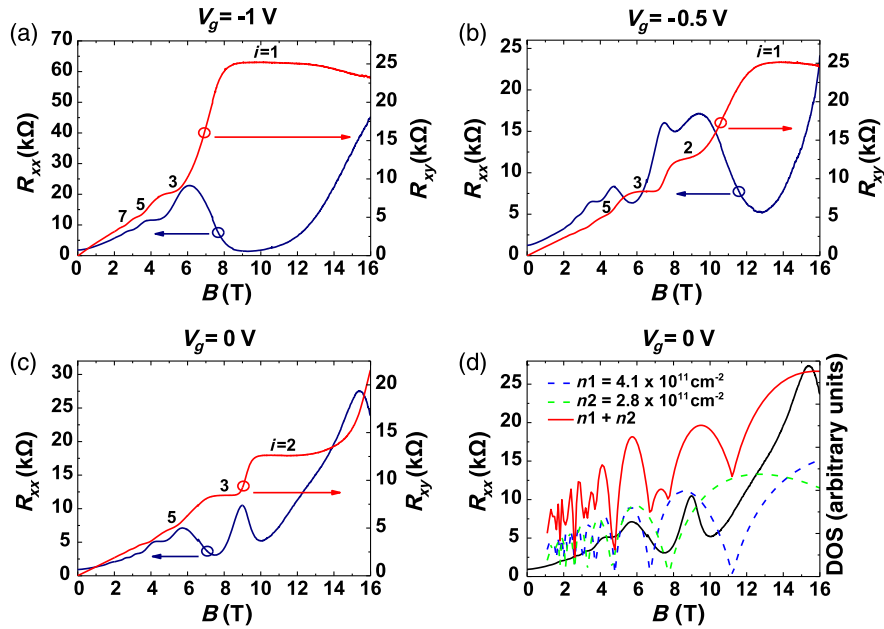 V_g = -1 V
(a)
70
60
50
40
30
20
10
0
R_xx (kΩ)
i=1
3
5
7
25
20
15
10
5
0
R_xy (kΩ)
0 2 4 6 8 10 12 14 16
B (T)
V_g = -0.5 V
(b)
25
20
15
10
5
0
R_xx (kΩ)
i=1
2
3
5
25
20
15
10
5
0
R_xy (kΩ)
0 2 4 6 8 10 12 14 16
B (T)
V_g = 0 V
(c)
30
25
20
15
10
5
0
R_xx (kΩ)
i=2
3
5
20
15
10
5
0
R_xy (kΩ)
0 2 4 6 8 10 12 14 16
B (T)
V_g = 0 V
(d)
25
20
15
10
5
0
R_xx (kΩ)
n1 = 4.1 x 10^11 cm^-2
n2 = 2.8 x 10^11 cm^-2
n1 + n2
DOS (arbitrary units)
0 2 4 6 8 10 12 14 16
B (T)